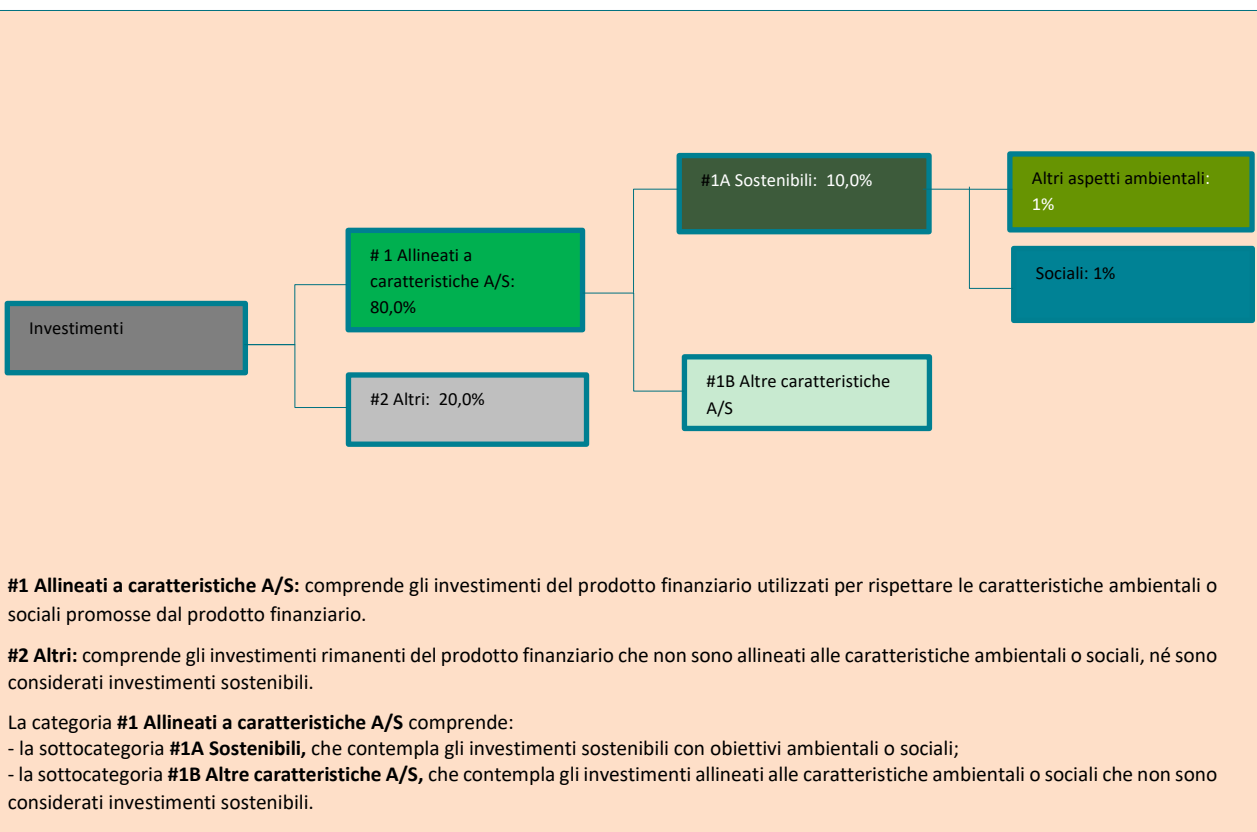 #1A Sostenibili: 10,0%
Altri aspetti ambientali:
1%
# 1 Allineati a
caratteristiche A/S:
80,0%
Sociali: 1%
Investimenti
#2 Altri: 20,0%
#1B Altre caratteristiche
A/S
#1 Allineati a caratteristiche A/S: comprende gli investimenti del prodotto finanziario utilizzati per rispettare le caratteristiche ambientali o
sociali promosse dal prodotto finanziario.
#2 Altri: comprende gli investimenti rimanenti del prodotto finanziario che non sono allineati alle caratteristiche ambientali o sociali, né sono
considerati investimenti sostenibili.
La categoria #1 Allineati a caratteristiche A/S comprende:
- la sottocategoria #1A Sostenibili, che contempla gli investimenti sostenibili con obiettivi ambientali o sociali;
- la sottocategoria #1B Altre caratteristiche A/S, che contempla gli investimenti allineati alle caratteristiche ambientali o sociali che non sono
considerati investimenti sostenibili.